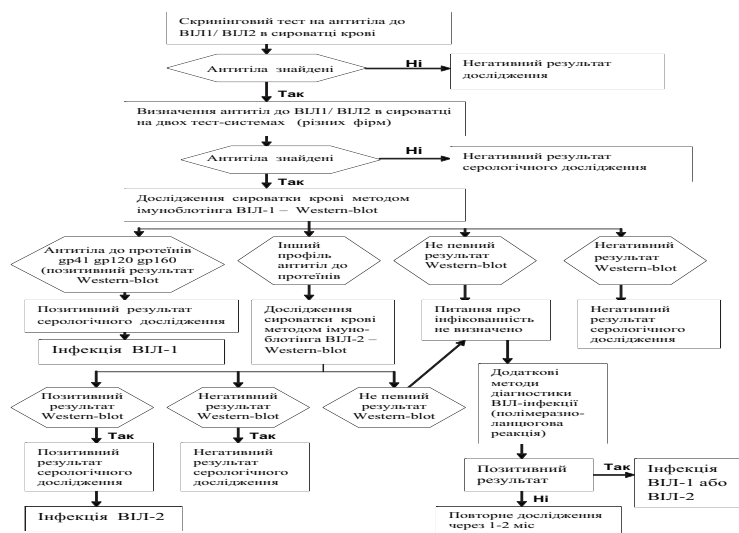 Скринінговий тест на антитіла до
ВІЛ1/ ВІЛ2 в сироватці крові
Антитіла знайдені
Ні
Негативний результат
дослідження
Так
Визначення антитіл до ВІЛ1/ ВІЛ2 в сироватці
на двох тест-системах (різних фірм)
Антитіла знайдені
Ні
Негативний результат
серологічного дослідження
Так
Дослідження сироватки крові методом
імуноблотінга ВІЛ-1 – Western-blot
Антитіла до протеїнів
gp41 gp120 gp160
(позитивний результат
Western-blot
Інший
профіль
антитіл до
протеїнів
Не певний
результат
Western-blot
Негативний
результат
Western-blot
Позитивний результат
серологічного дослідження
Інфекція ВІЛ-1
Дослідження
сироватки крові
методом імуно-
блотінга ВІЛ-2 –
Western-blot
Питання про
інфікованність
не визначено
Негативний
результат
серологічного
дослідження
Позитивний
результат
Western-blot
Негативний
результат
Western-blot
Не певний
результат
Western-blot
Додаткові
методи
діагностики
ВІЛ-інфекції
(полімеразно-
ланцюгова
реакція)
Так
Так
Позитивний
результат
серологічного
дослідження
Негативний
результат
серологічного
дослідження
Позитивний
результат
Так
Інфекція
ВІЛ-1 або
ВІЛ-2
Ні
Інфекція ВІЛ-2
Повторне дослідження
через 1-2 міс